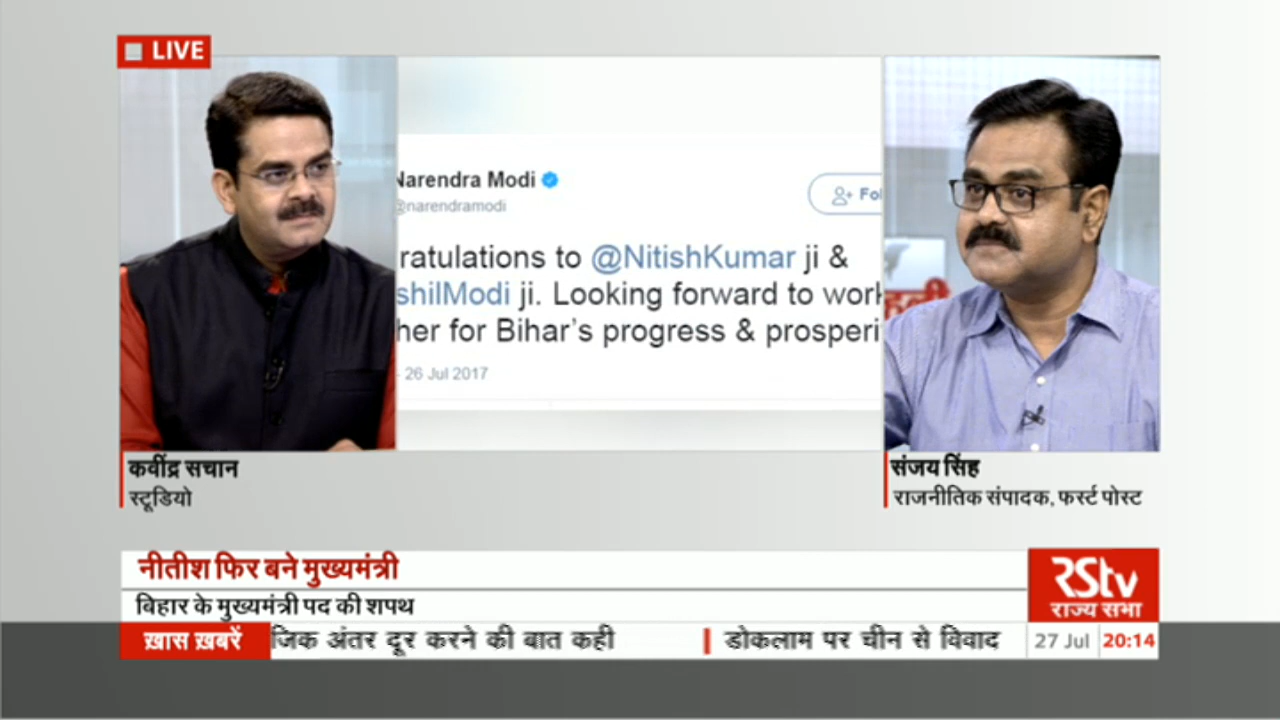 LIVE
Narendra Modi
@narendramodi
ratulations to @NitishKumar ji &
shilModi ji. Looking forward to work
her for Bihar's progress & prosperi
- 26 Jul 2017
Fol
कवींद्र सचान
स्टूडियो
संजय सिंह
राजनीतिक संपादक, फर्स्ट पोस्ट
नीतीश फिर बने मुख्यमंत्री
बिहार के मुख्यमंत्री पद की शपथ
RStv
राज्य सभा
ख़ास ख़बरें
जिक अंतर दूर करने की बात कही
डोकलाम पर चीन से विवाद
27 Jul 20:14